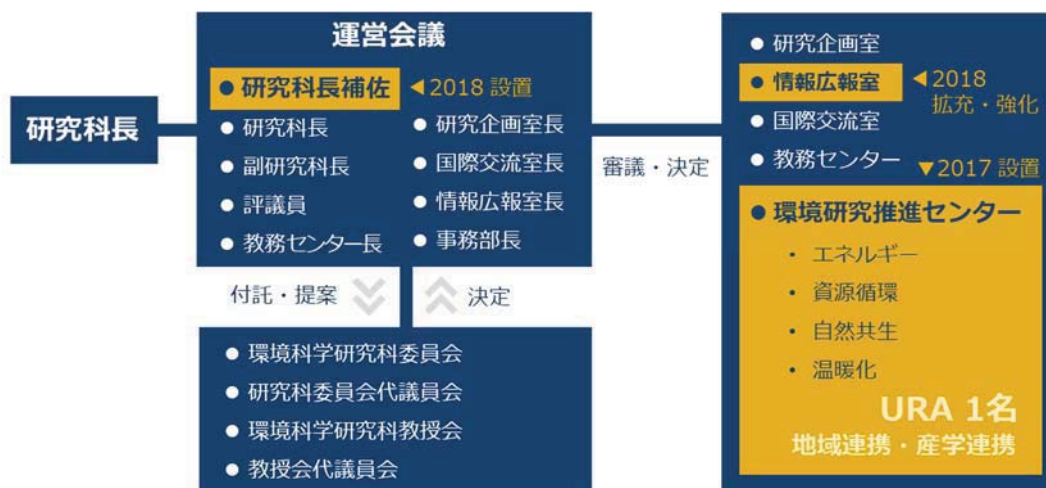 研究科長
運営会議
● 研究科長補佐
◀2018 設置
● 研究科長
● 副研究科長
● 評議員
● 教務センター長
● 研究企画室長
● 国際交流室長
● 情報広報室長
● 事務部長
審議・決定
付託・提案
決定
● 環境科学研究科委員会
● 研究科委員会代議員会
● 環境科学研究科教授会
● 教授会代議員会
● 研究企画室
● 情報広報室
◀2018
拡充・強化
● 国際交流室
● 教務センター
▼2017 設置
● 環境研究推進センター
・ エネルギー
・ 資源循環
・ 自然共生
・ 温暖化
URA 1名
地域連携・産学連携